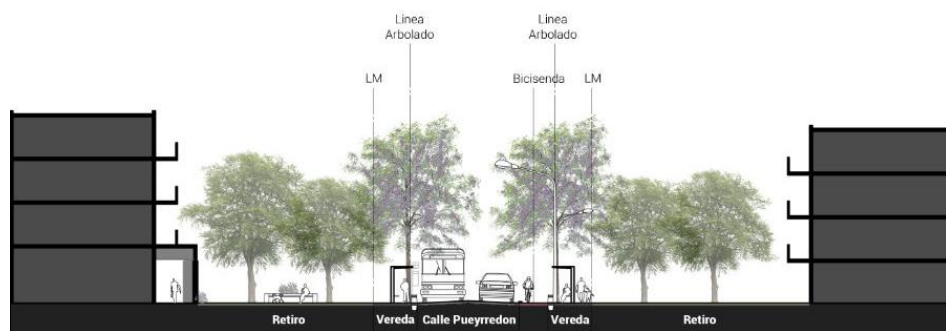 Linea
Arbolado
Linea
Arbolado
LM
Bicisenda
LM
Retiro
Vereda
Calle Pueyrredon
Vereda
Retiro